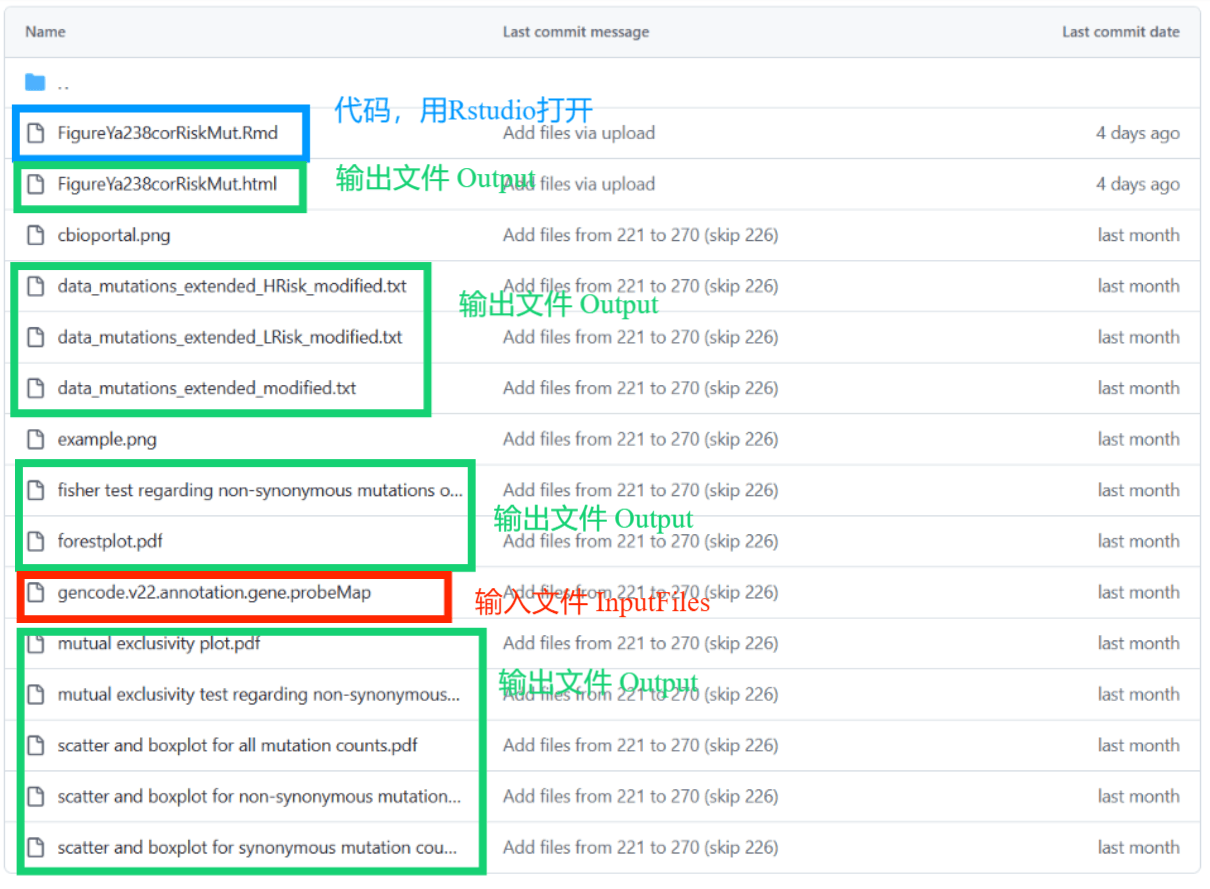 Name Last commit message Last commit date
..
代码，用Rstudio打开
FigureYa238corRiskMut.Rmd Add files via upload 4 days ago
输出文件 Output
FigureYa238corRiskMut.html Add files via upload 4 days ago
cbioportal.png Add files from 221 to 270 (skip 226) last month
data_mutations_extended_HRisk_modified.txt Add files from 221 to 270 (skip 226) last month
输出文件 Output
data_mutations_extended_LRisk_modified.txt Add files from 221 to 270 (skip 226) last month
data_mutations_extended_modified.txt Add files from 221 to 270 (skip 226) last month
example.png Add files from 221 to 270 (skip 226) last month
fisher test regarding non-synonymous mutations o... Add files from 221 to 270 (skip 226) last month
输出文件 Output
forestplot.pdf Add files from 221 to 270 (skip 226) last month
gencode.v22.annotation.gene.probeMap Add files from 221 to 270 (skip 226) last month
输入文件 InputFiles
mutual exclusivity plot.pdf Add files from 221 to 270 (skip 226) last month
输出文件 Output
mutual exclusivity test regarding non-synonymous... Add files from 221 to 270 (skip 226) last month
scatter and boxplot for all mutation counts.pdf Add files from 221 to 270 (skip 226) last month
scatter and boxplot for non-synonymous mutation... Add files from 221 to 270 (skip 226) last month
scatter and boxplot for synonymous mutation cou... Add files from 221 to 270 (skip 226) last month